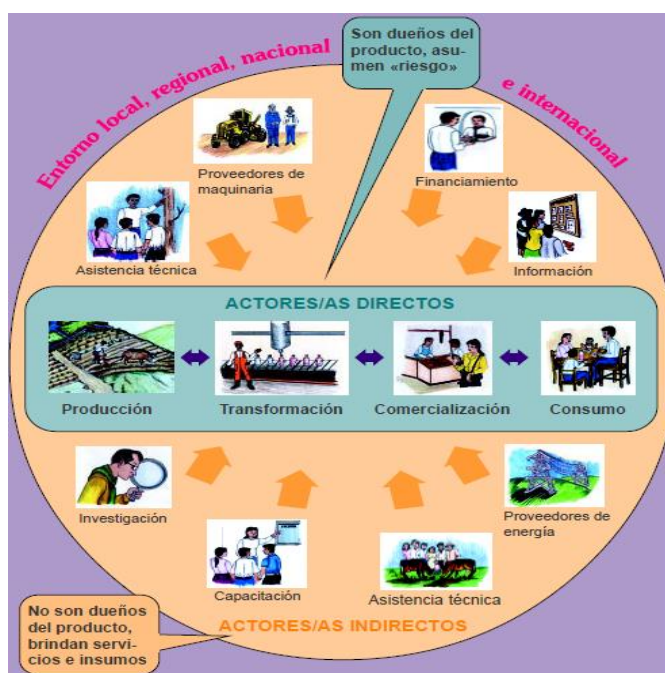 Entorno local, regional, nacional
e internacional
Son dueños del
producto, asu-
men «riesgo»
Proveedores de
maquinaria
Financiamiento
Asistencia técnica
Información
ACTORES/AS DIRECTOS
Producción
Transformación
Comercialización
Consumo
Investigación
Capacitación
Asistencia técnica
Proveedores de
energía
No son dueños
del producto,
brindan servi-
cios e insumos
ACTORES/AS INDIRECTOS